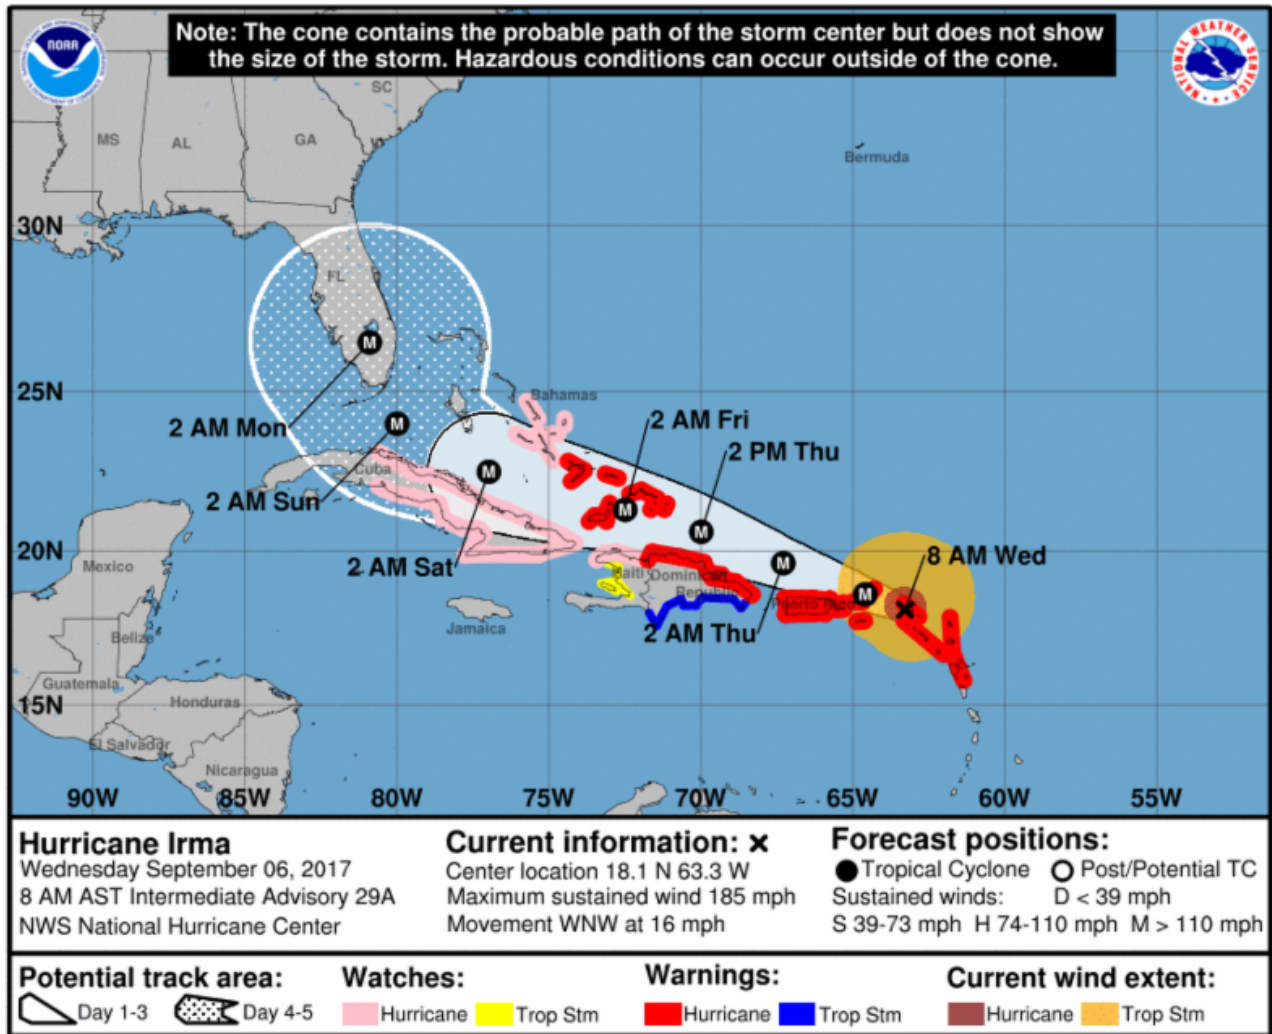 Note: The cone contains the probable path of the storm center but does not show
the size of the storm. Hazardous conditions can occur outside of the cone.
NOAA
NATIONAL WEATHER SERVICE
SC
MS
AL
GA
Bermuda
30N
FL
25N
Bahamas
2 AM Mon
2 AM Fri
2 PM Thu
Cuba
2 AM Sun
20N
2 AM Sat
8 AM Wed
Mexico
Haiti
Dominican
Republic
Puerto Rico
Jamaica
2 AM Thu
Belize
Guatemala
15N
Honduras
El Salvador
Nicaragua
M
M
M
M
M
M
M
90W 85W 80W 75W 70W 65W 60W 55W
Hurricane Irma
Wednesday September 06, 2017
8 AM AST Intermediate Advisory 29A
NWS National Hurricane Center
Current information: x
Center location 18.1 N 63.3 W
Maximum sustained wind 185 mph
Movement WNW at 16 mph
Forecast positions:
Tropical Cyclone Post/Potential TC
Sustained winds: D < 39 mph
S 39-73 mph H 74-110 mph M > 110 mph
Potential track area:
Day 1-3 Day 4-5
Watches:
Hurricane Trop Stm
Warnings:
Hurricane Trop Stm
Current wind extent:
Hurricane Trop Stm